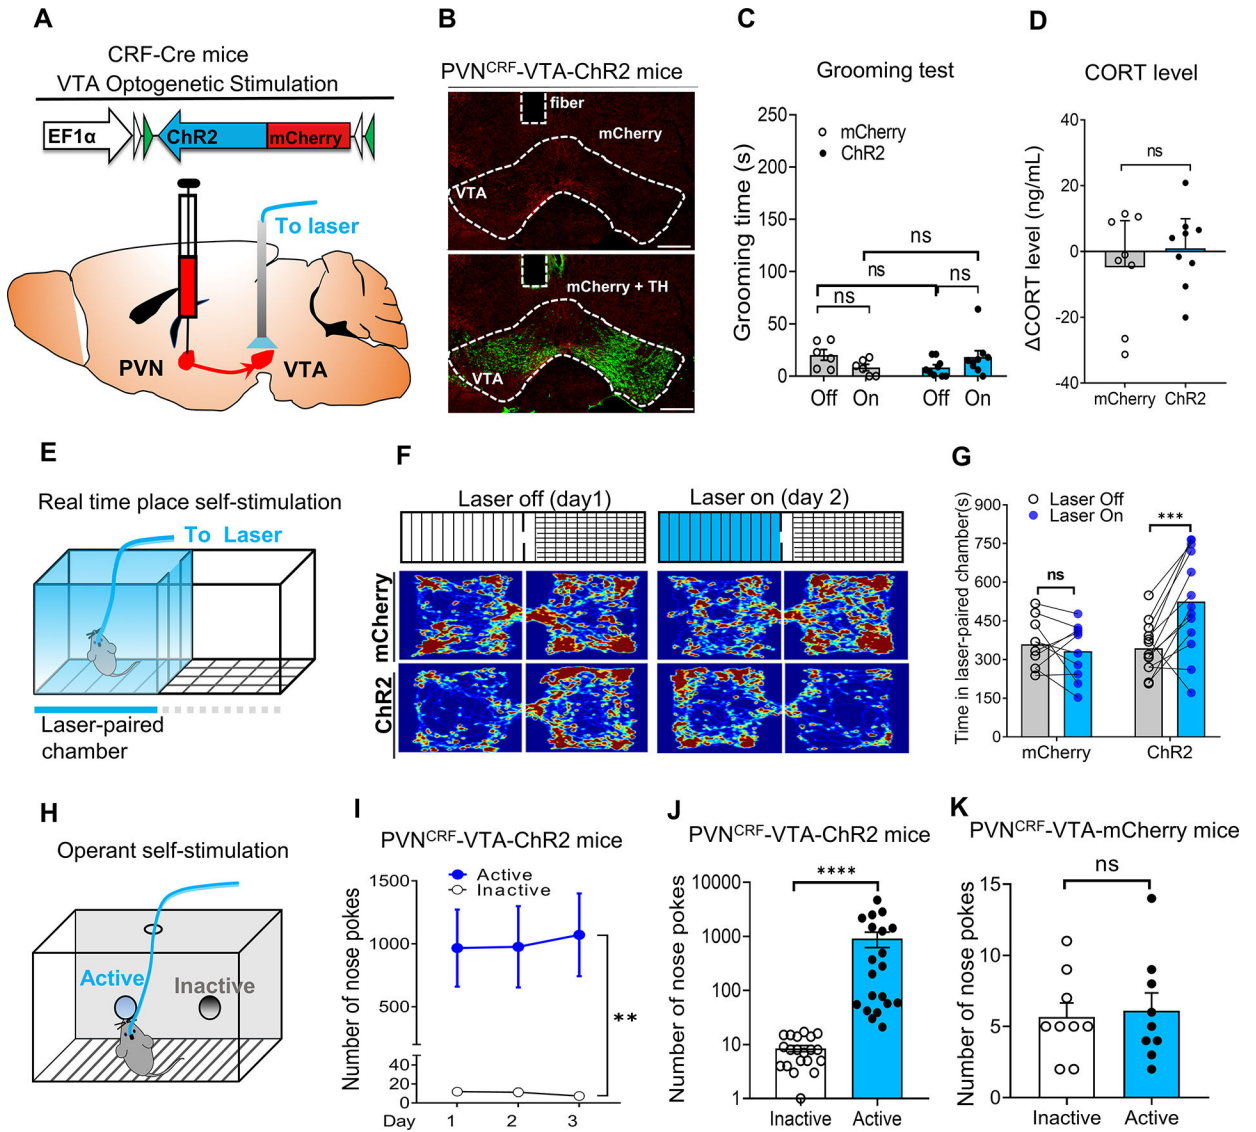 A
CRF-Cre mice
VTA Optogenetic Stimulation
EF1α
ChR2
mCherry
To laser
PVN
VTA
B
PVNCRF-VTA-ChR2 mice
fiber
mCherry
VTA
mCherry + TH
VTA
C
Grooming test
Grooming time (s)
250
200
150
100
50
0
mCherry
ChR2
ns
ns
ns
ns
Off
On
Off
On
D
CORT level
ΔCORT level (ng/mL)
40
20
0
-20
-40
ns
mCherry
ChR2
E
Real time place self-stimulation
To Laser
Laser-paired
chamber
F
Laser off (day1)
Laser on (day 2)
mCherry
ChR2
G
Time in laser-paired chamber(s)
900
750
600
450
300
150
0
Laser Off
Laser On
ns
***
mCherry
ChR2
H
Operant self-stimulation
Active
Inactive
I
PVNCRF-VTA-ChR2 mice
Number of nose pokes
1500
1000
500
40
20
0
Active
Inactive
**
Day
1
2
3
J
PVNCRF-VTA-ChR2 mice
Number of nose pokes
10000
1000
100
10
1
****
Inactive
Active
K
PVNCRF-VTA-mCherry mice
Number of nose pokes
15
10
5
0
ns
Inactive
Active